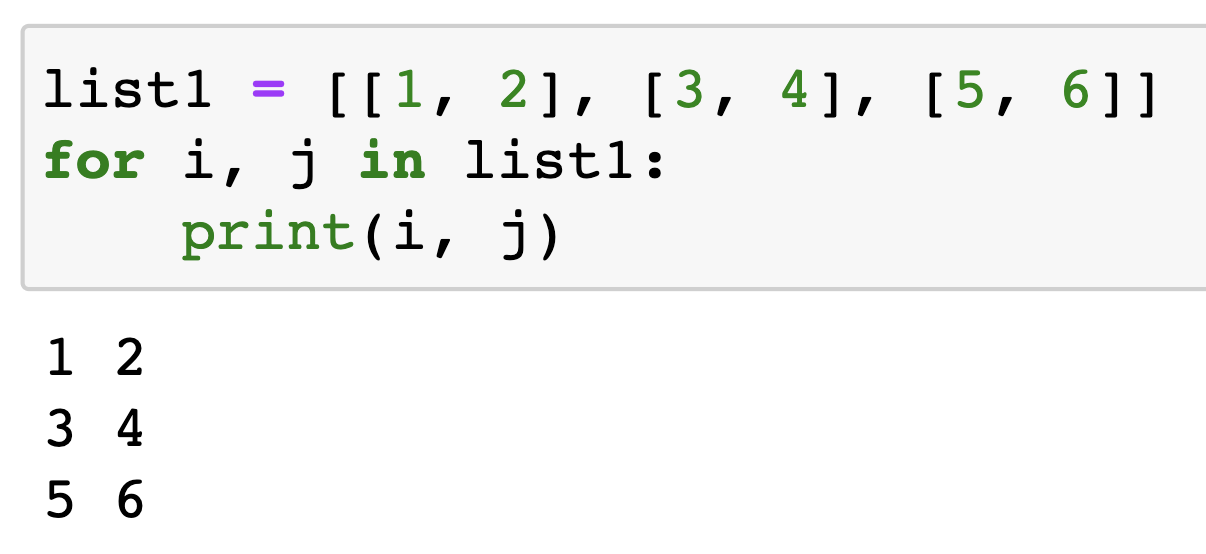 list1 = [[1, 2], [3, 4], [5, 6]]
for i, j in list1:
    print(i, j)
1 2
3 4
5 6